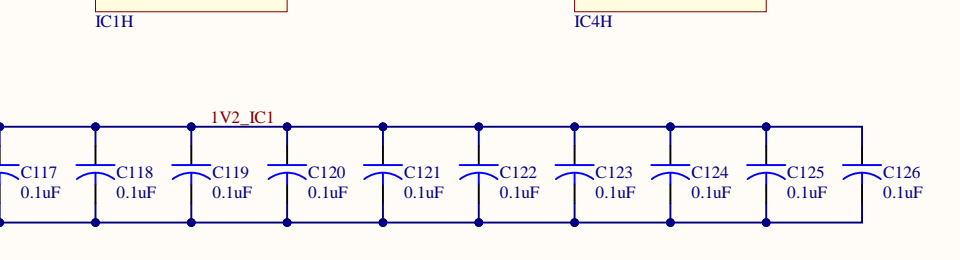 IC1H IC4H
1V2_IC1
C117 C118 C119 C120 C121 C122 C123 C124 C125 C126
0.1uF 0.1uF 0.1uF 0.1uF 0.1uF 0.1uF 0.1uF 0.1uF 0.1uF 0.1uF